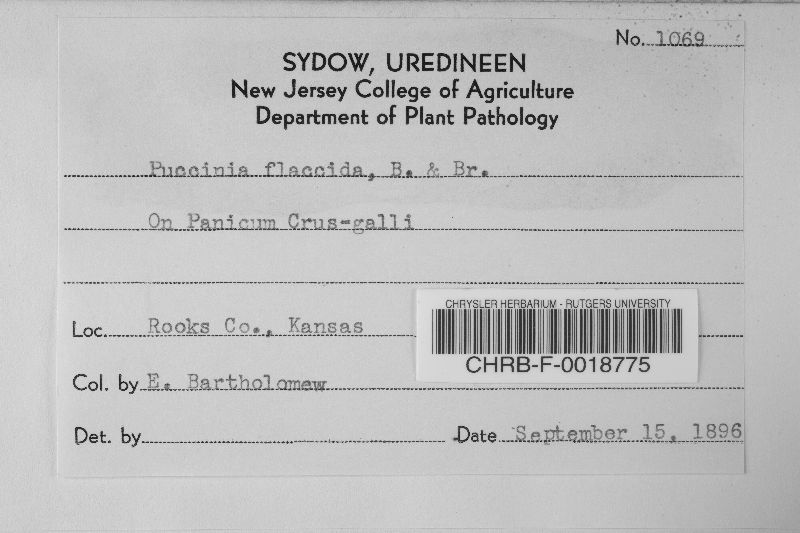 No. 1069
SYDOW, UREDINEEN
New Jersey College of Agriculture
Department of Plant Pathology
Puccinia flaccida, B. & Br.
On Panicum Crus-galli
Loc. Rooks Co., Kansas
CHRYSLER HERBARIUM - RUTGERS UNIVERSITY
CHRB-F-0018775
Col. by E. Bartholomew
Det. by
Date September 15, 1896